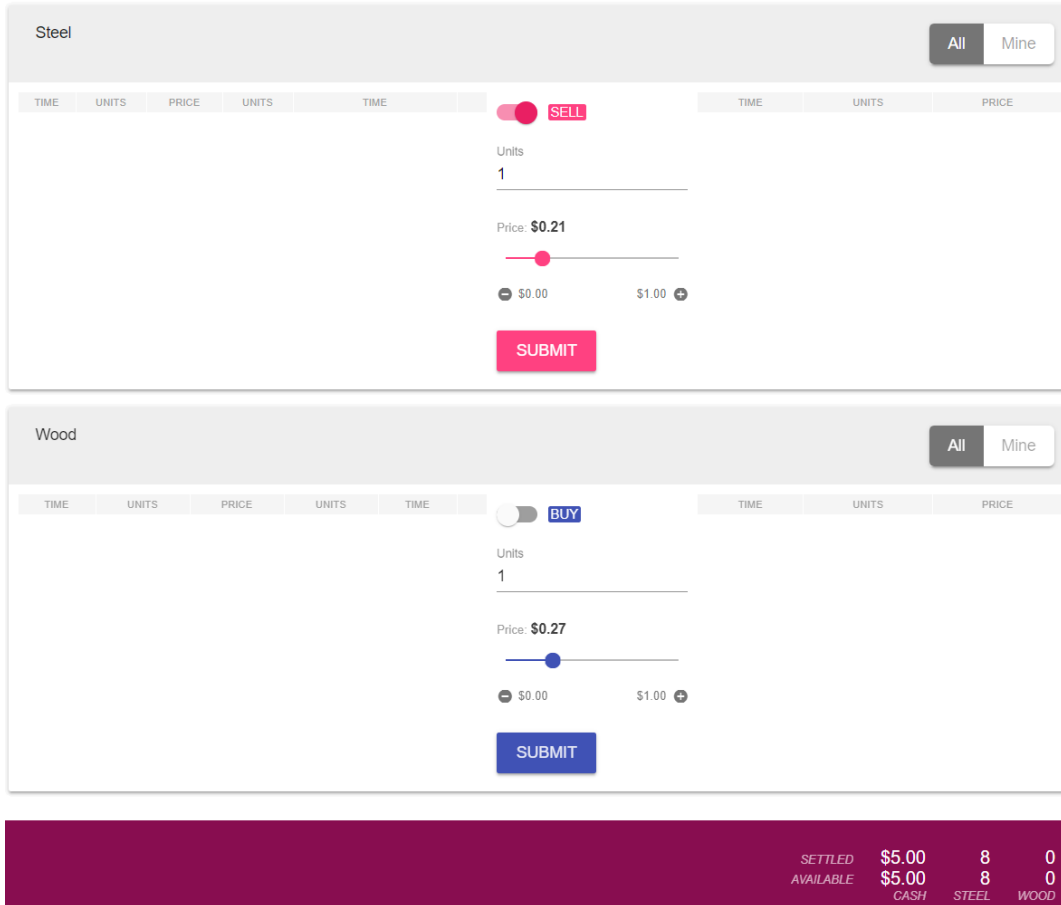 Steel
All Mine
TIME UNITS PRICE UNITS TIME
SELL
TIME UNITS PRICE
Units
1
Price: $0.21
$0.00 $1.00
SUBMIT
Wood
All Mine
TIME UNITS PRICE UNITS TIME
BUY
TIME UNITS PRICE
Units
1
Price: $0.27
$0.00 $1.00
SUBMIT
SETTLED $5.00 8 0
AVAILABLE $5.00 8 0
CASH STEEL WOOD